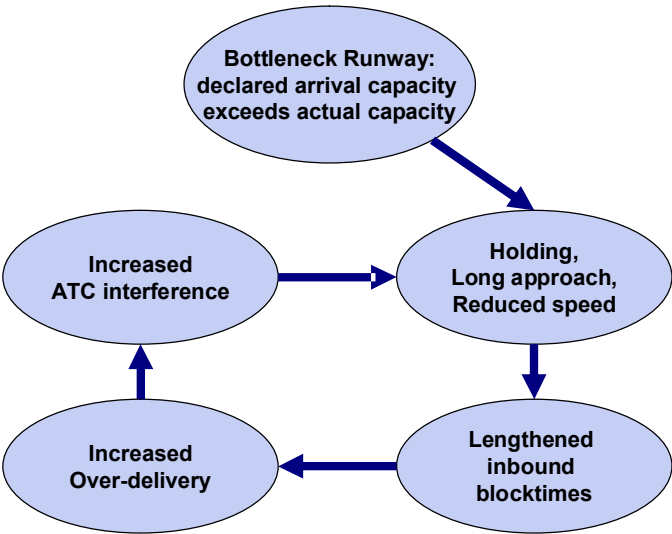 Bottleneck Runway:
declared arrival capacity
exceeds actual capacity
Increased
ATC interference
Holding,
Long approach,
Reduced speed
Increased
Over-delivery
Lengthened
inbound
blocktimes